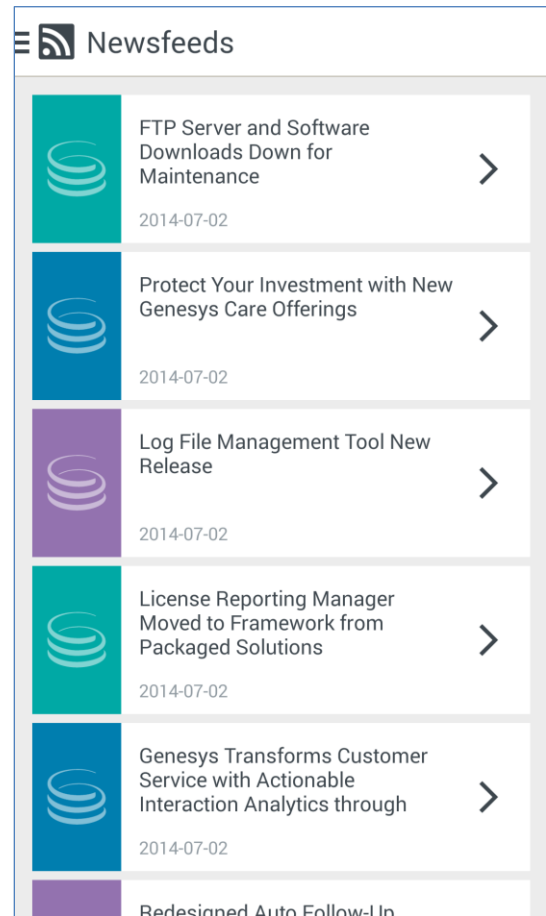 Newsfeeds
FTP Server and Software
Downloads Down for
Maintenance
2014-07-02
Protect Your Investment with New
Genesys Care Offerings
2014-07-02
Log File Management Tool New
Release
2014-07-02
License Reporting Manager
Moved to Framework from
Packaged Solutions
2014-07-02
Genesys Transforms Customer
Service with Actionable
Interaction Analytics through
2014-07-02
Redesigned Auto Follow-Up